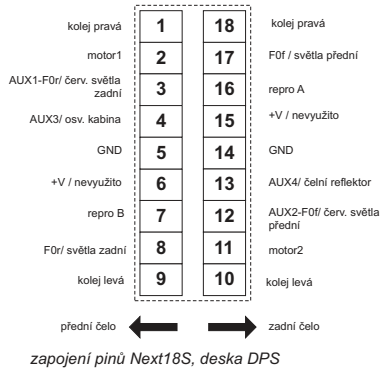 kolej pravá 1 18 kolej pravá
motor1 2 17 F0f / světla přední
AUX1-F0r/ červ. světla
zadní 3 16 repro A
AUX3/ osv. kabina 4 15 +V / nevyužito
GND 5 14 GND
+V / nevyužito 6 13 AUX4/ čelní reflektor
repro B 7 12 AUX2-F0f/ červ. světla
přední
F0r/ světla zadní 8 11 motor2
kolej levá 9 10 kolej levá
přední čelo zadní čelo
zapojení pinů Next18S, deska DPS